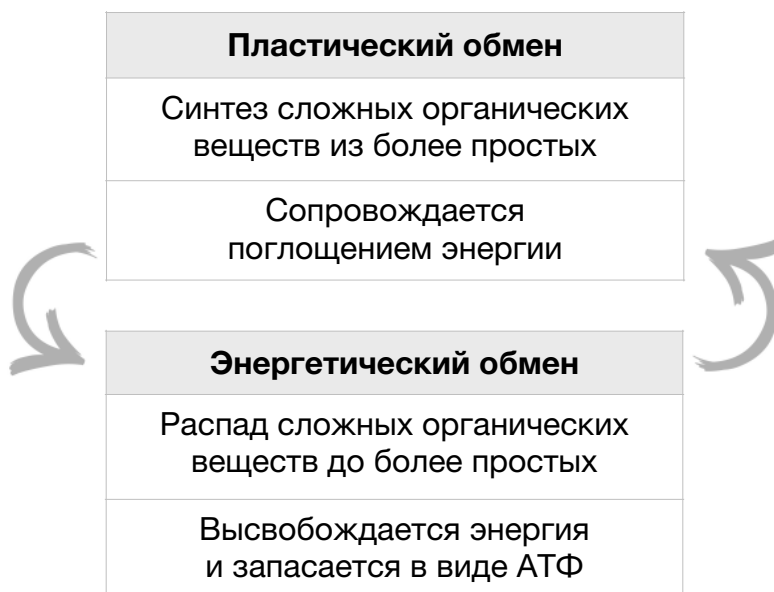 Пластический обмен
Синтез сложных органических
веществ из более простых
Сопровождается
поглощением энергии
Энергетический обмен
Распад сложных органических
веществ до более простых
Высвобождается энергия
и запасается в виде АТФ